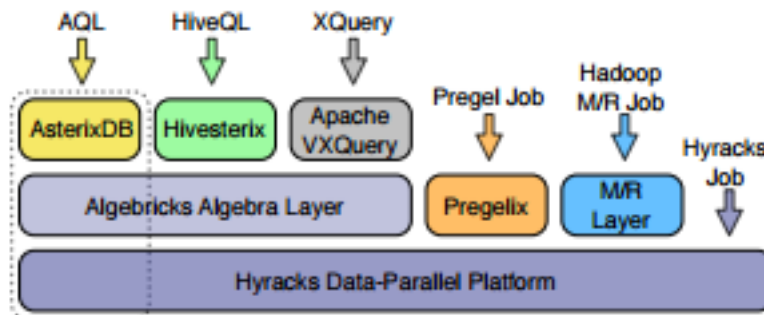 AQL
HiveQL
XQuery
Pregel Job
Hadoop
M/R Job
Hyracks
Job
AsterixDB
Hivesterix
Apache
VXQuery
Algebricks Algebra Layer
Pregelix
M/R
Layer
Hyracks Data-Parallel Platform